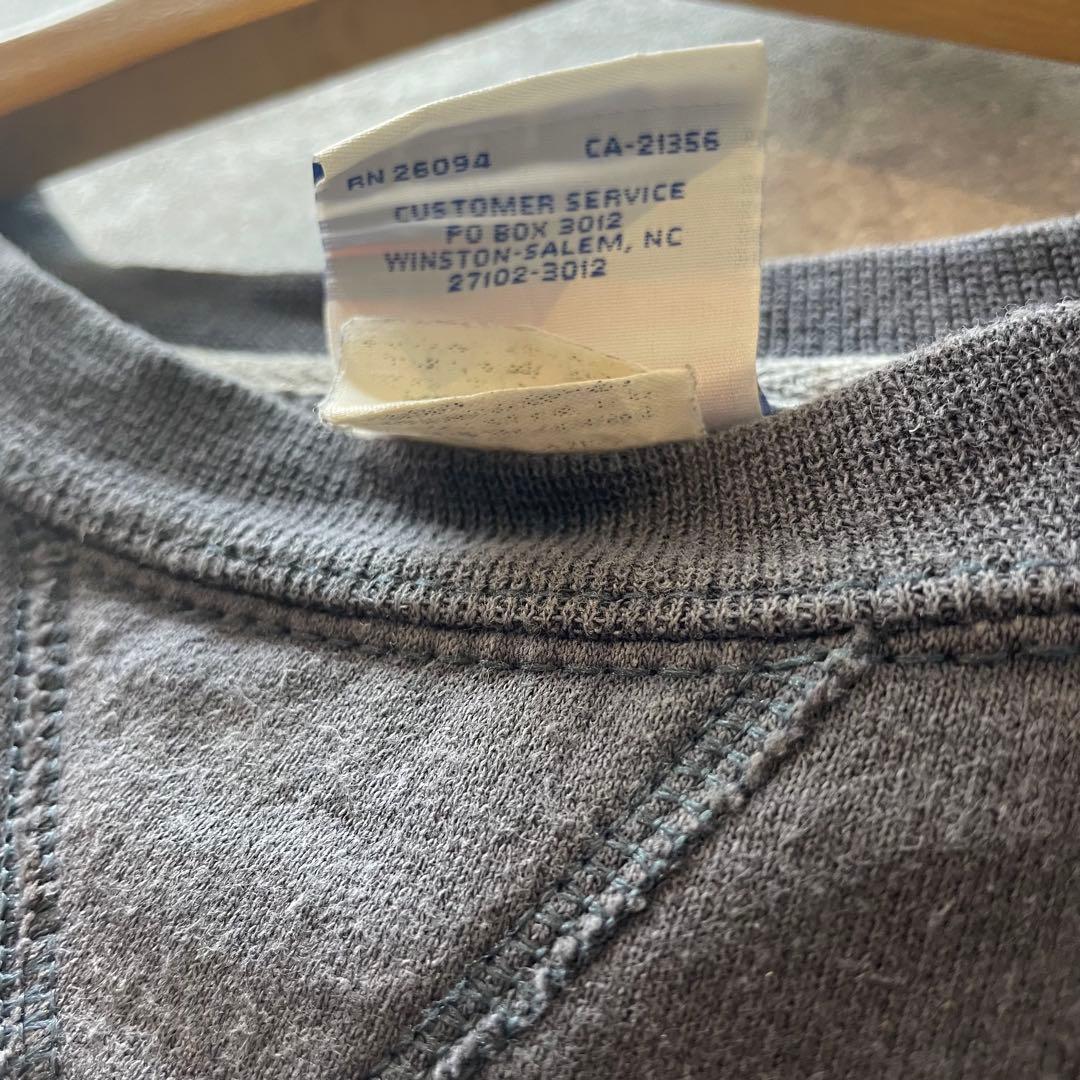 RN 26094 CA-21356
CUSTOMER SERVICE
PO BOX 3012
WINSTON-SALEM, NC
27102-3012